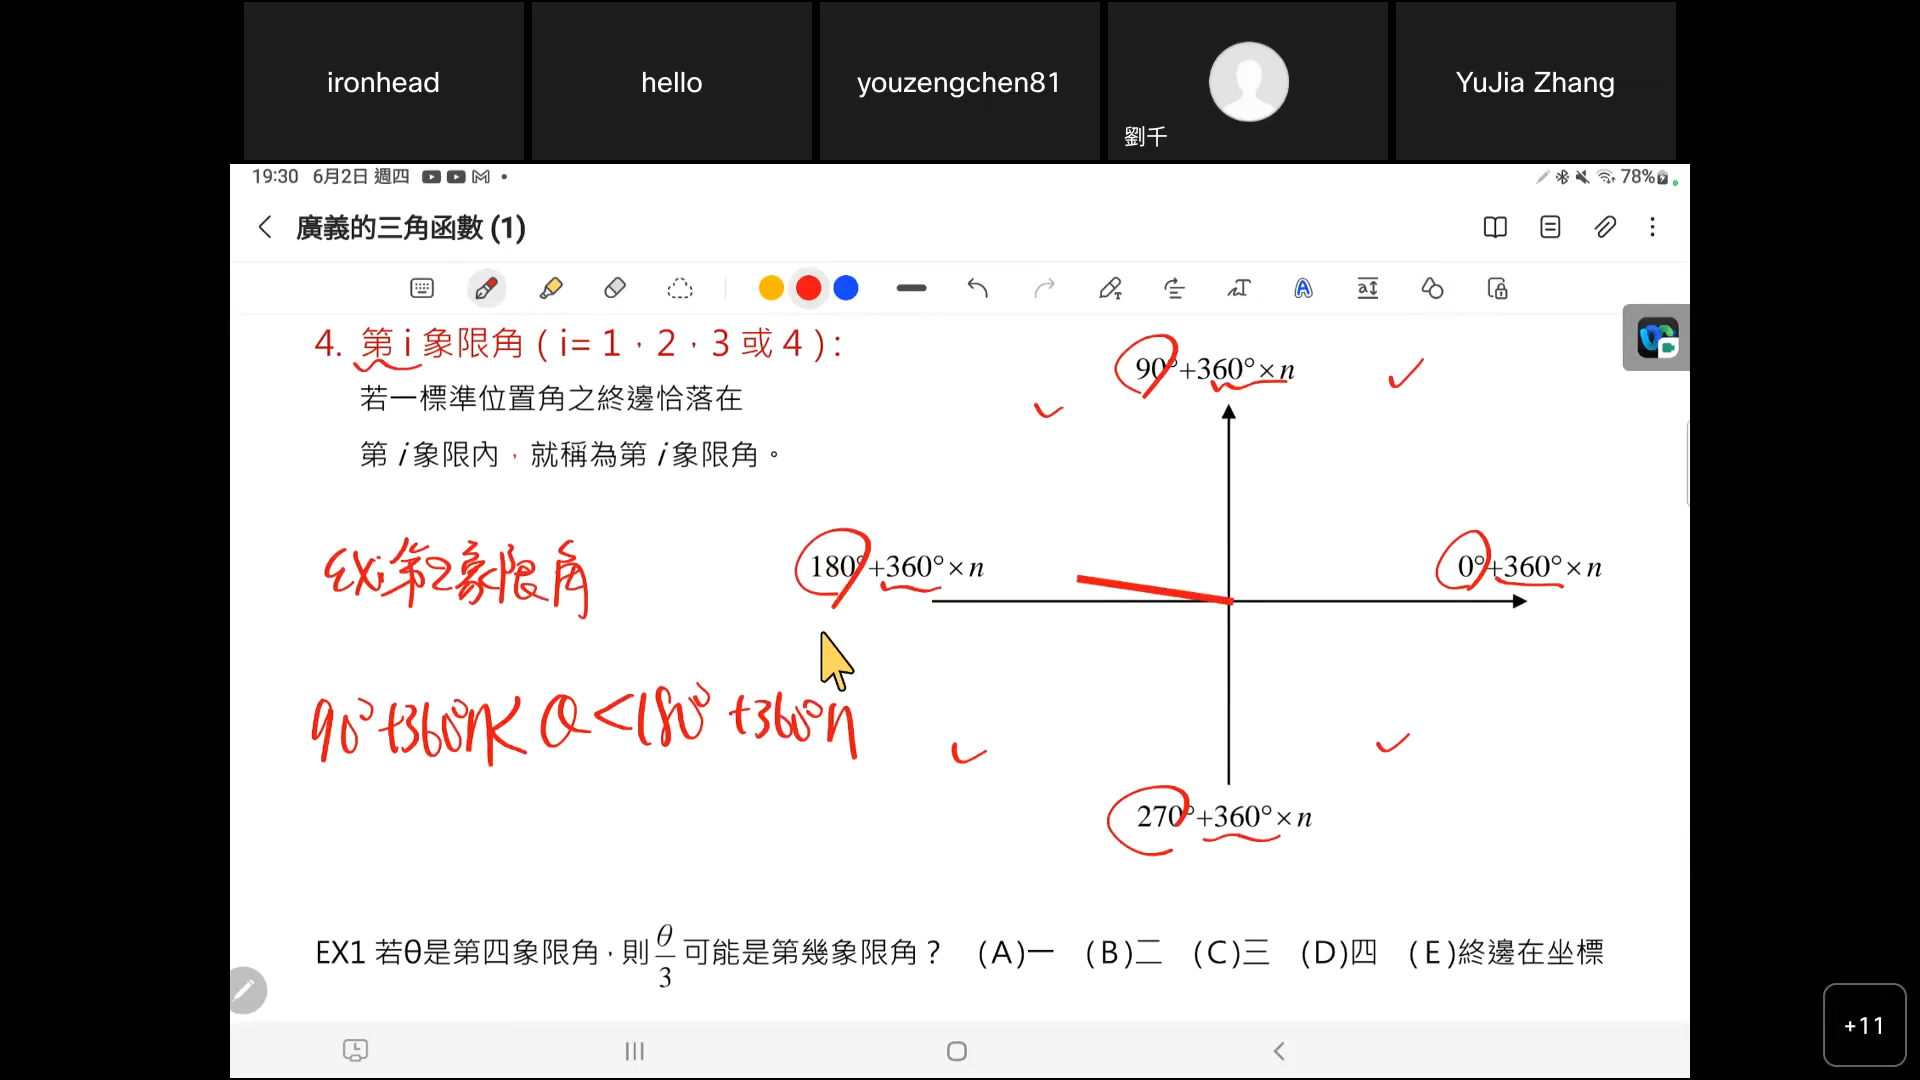 ironhead
hello
youzengchen81
劉千
YuJia Zhang
19:30 6月2日 週四
78%
廣義的三角函數 (1)
4. 第 i 象限角 ( i= 1，2，3 或 4 )：
若一標準位置角之終邊恰落在
第 i 象限內，就稱為第 i 象限角。
90°+360°×n
180°+360°×n
0°+360°×n
270°+360°×n
EX:第2象限角
90°+360°n<θ<180°+360°n
EX1 若θ是第四象限角，則 θ/3 可能是第幾象限角？ (A)一 (B)二 (C)三 (D)四 (E)終邊在坐標
+11